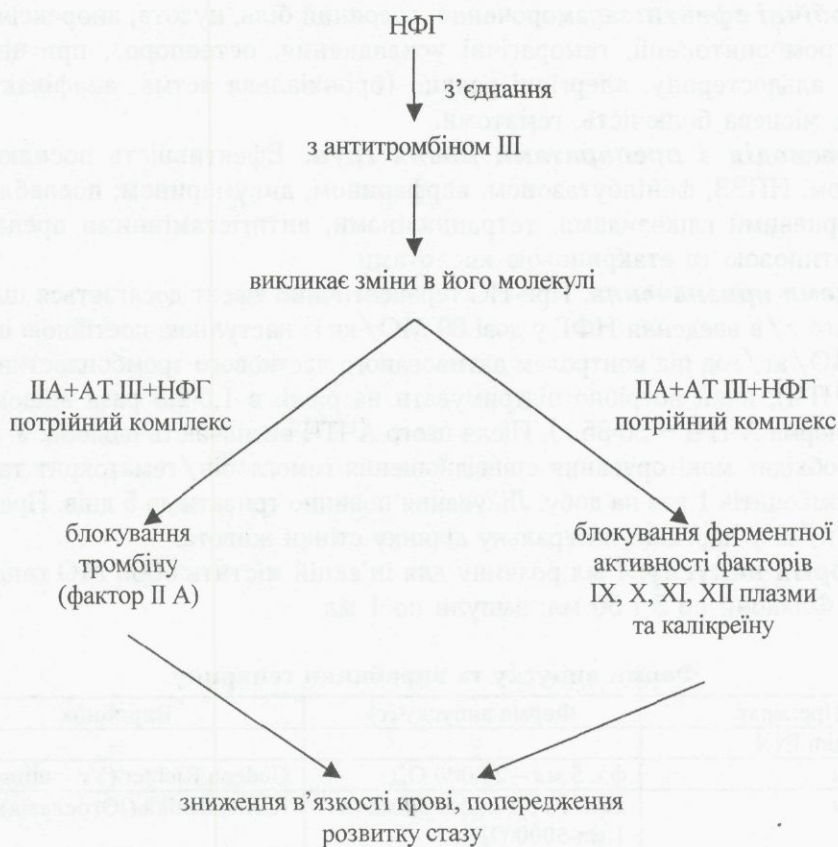 НФГ
з’єднання
з антитромбіном III
викликає зміни в його молекулі
IIA+AT III+НФГ
потрійний комплекс
IIA+AT III+НФГ
потрійний комплекс
блокування
тромбіну
(фактор II A)
блокування ферментної
активності факторів
IX, X, XI, XII плазми
та калікреїну
зниження в’язкості крові, попередження
розвитку стазу